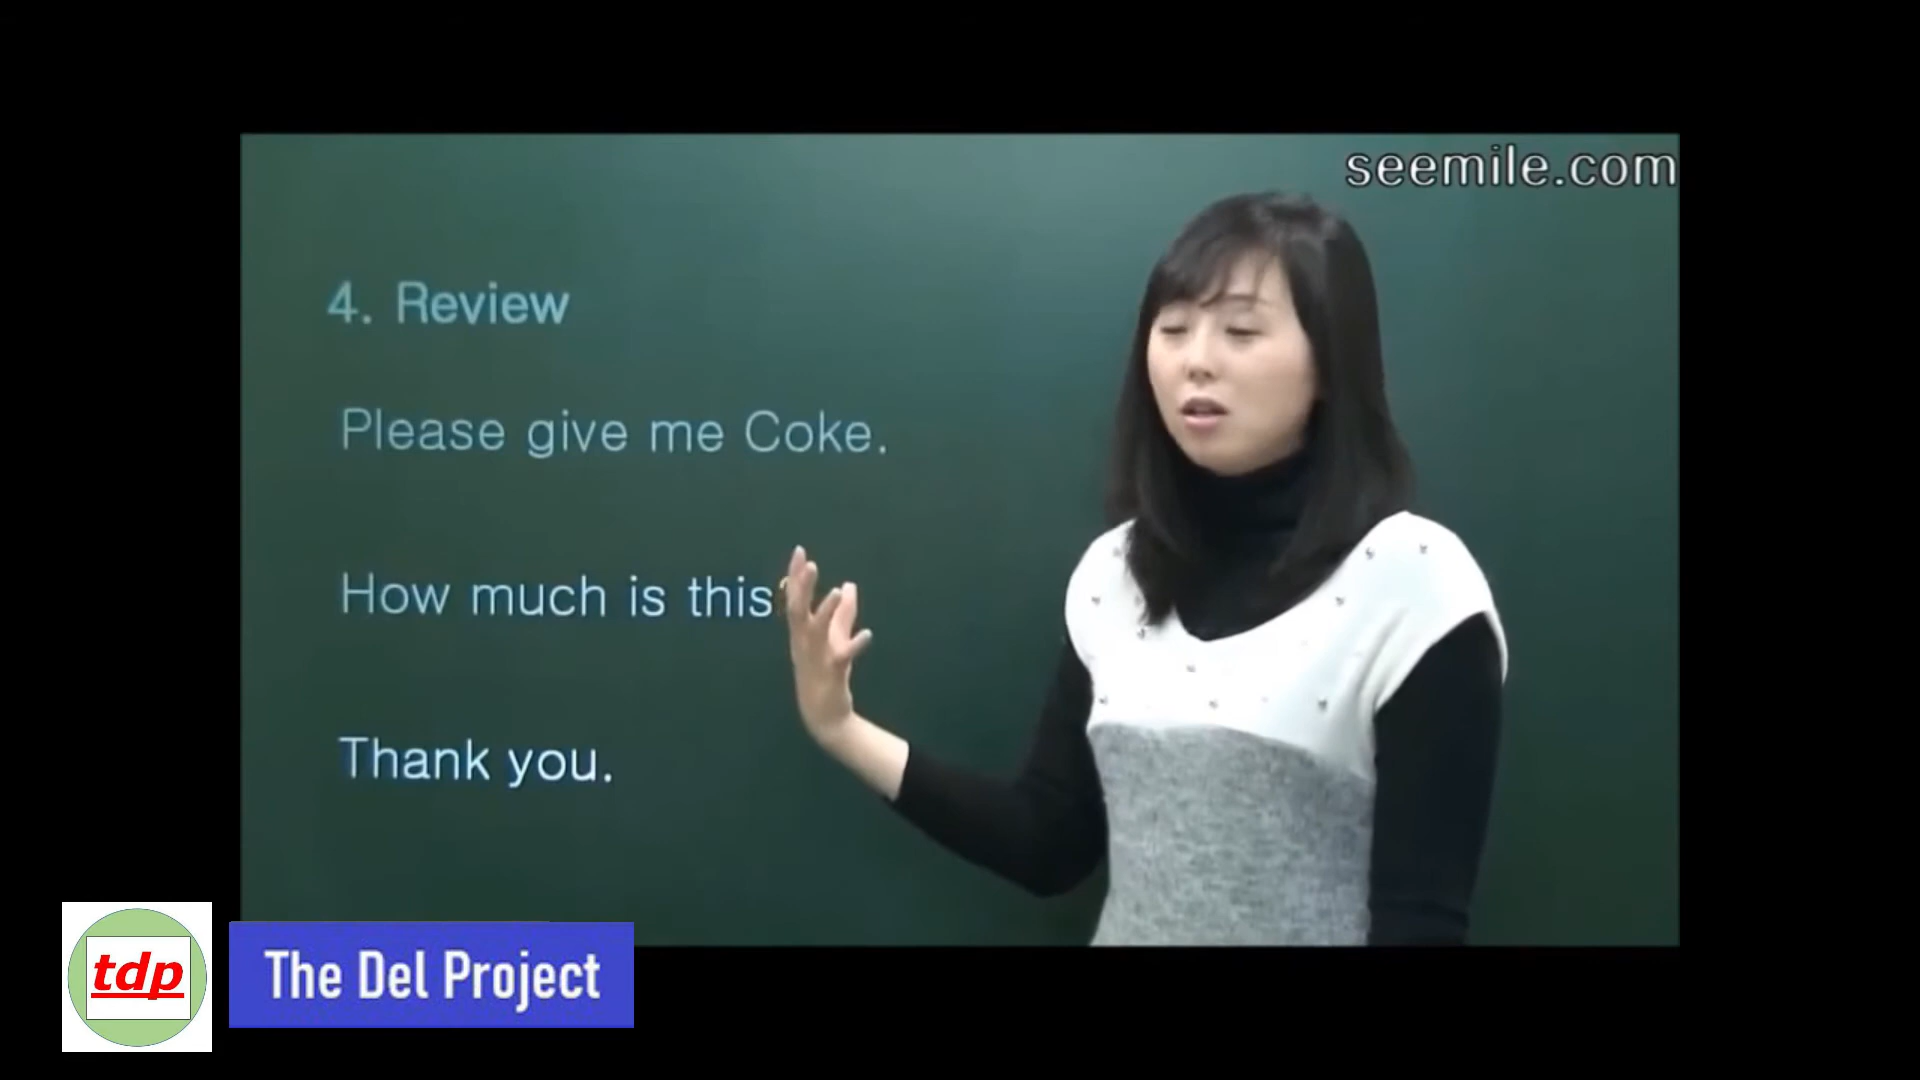 seemile.com
4. Review
Please give me Coke.
How much is this?
Thank you.
tdp
The Del Project